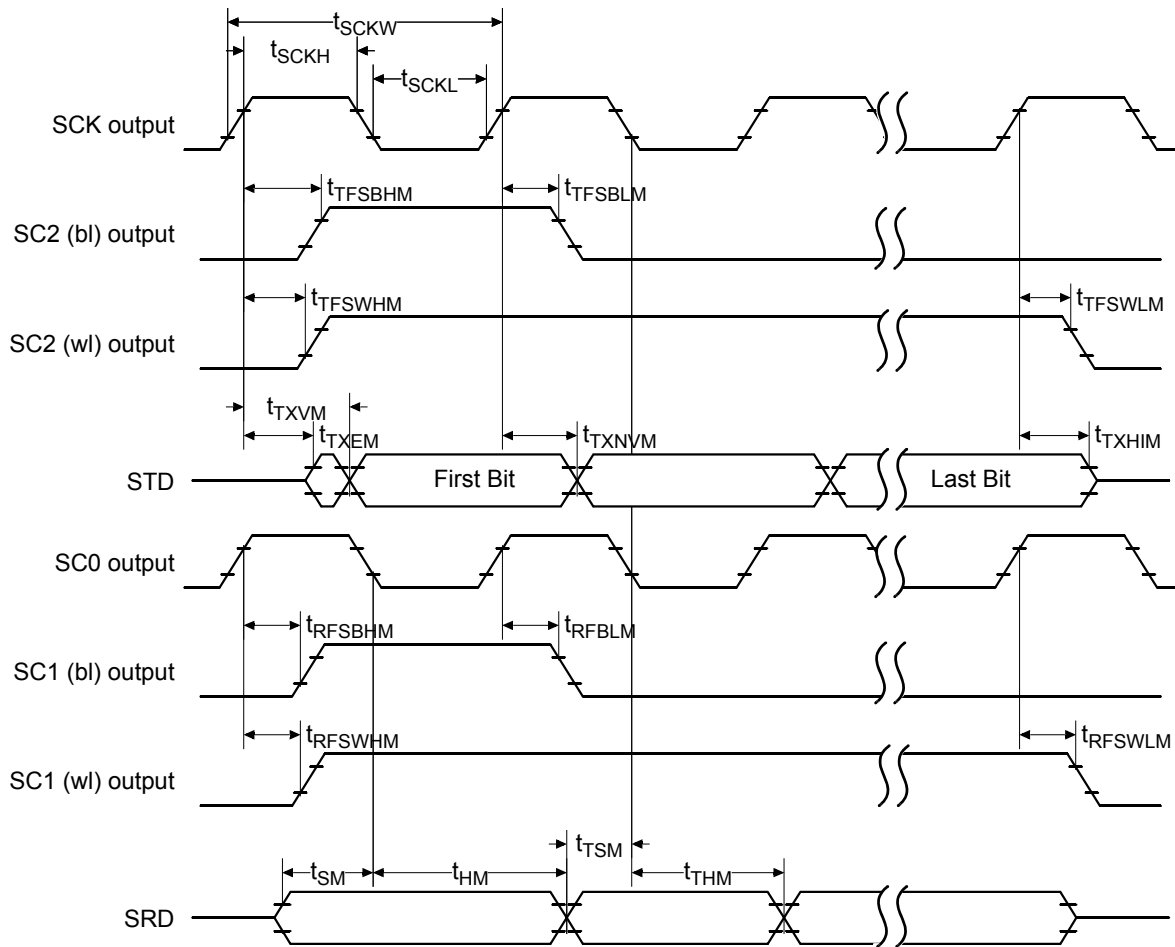 tSCKW
tSCKH
tSCKL
SCK output
tTFSBHM
tTFSBLM
SC2 (bl) output
tTFSWHM
tTFSWLM
SC2 (wl) output
tTXVM
tTXEM
tTXNVM
tTXHIM
STD
First Bit
Last Bit
SC0 output
tRFSBHM
tRFBLM
SC1 (bl) output
tRFSWHM
tRFSWLM
SC1 (wl) output
tTSM
tSM
tHM
tTHM
SRD